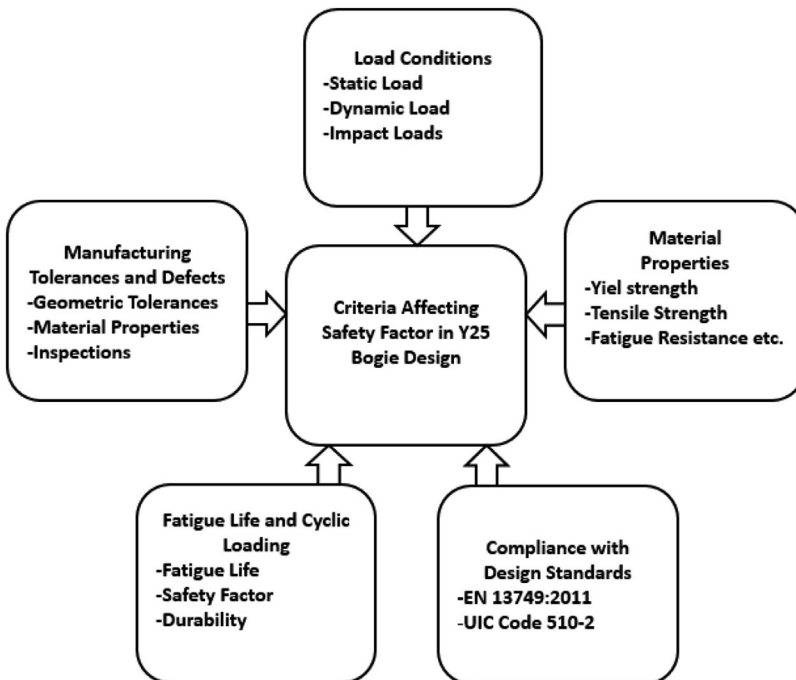 Load Conditions
-Static Load
-Dynamic Load
-Impact Loads
Manufacturing
Tolerances and Defects
-Geometric Tolerances
-Material Properties
-Inspections
Criteria Affecting
Safety Factor in Y25
Bogie Design
Material
Properties
-Yiel strength
-Tensile Strength
-Fatigue Resistance etc.
Fatigue Life and Cyclic
Loading
-Fatigue Life
-Safety Factor
-Durability
Compliance with
Design Standards
-EN 13749:2011
-UIC Code 510-2